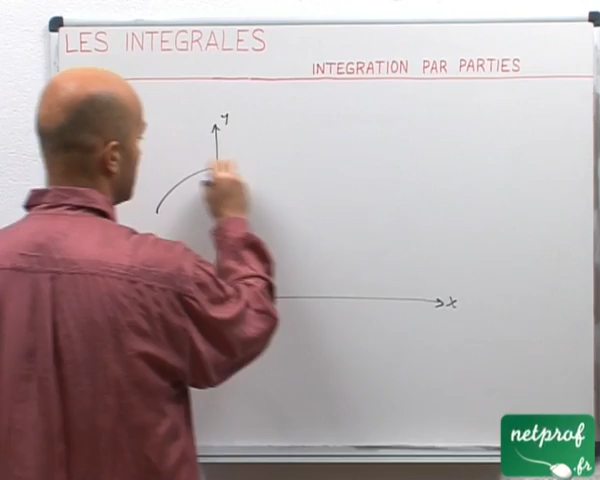 LES INTEGRALES
INTEGRATION PAR PARTIES
y
x
netprof
.fr